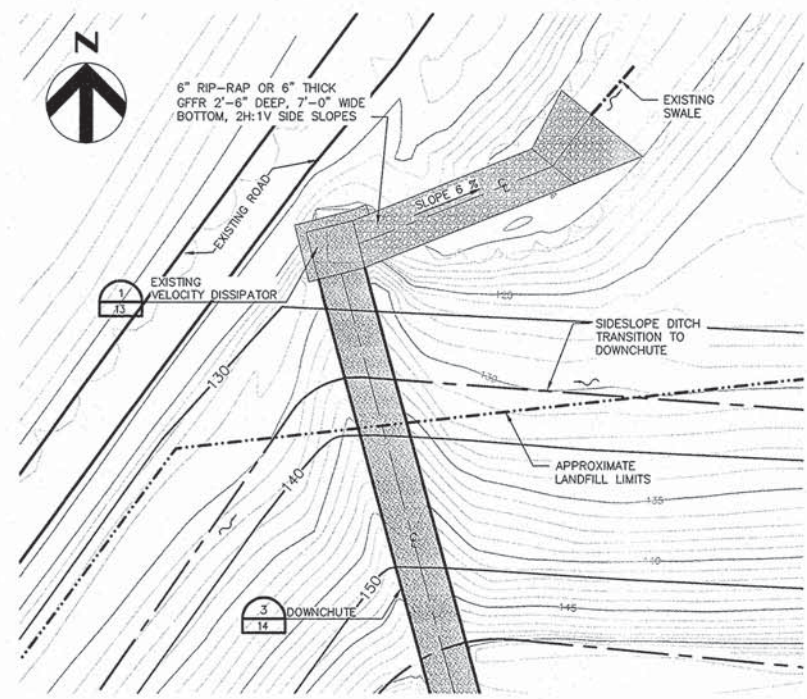 N
6" RIP-RAP OR 6" THICK
GFFR 2'-6" DEEP, 7'-0" WIDE
BOTTOM, 2H:1V SIDE SLOPES
EXISTING
SWALE
SLOPE 6 %
℄
EXISTING ROAD
1
13
EXISTING
VELOCITY DISSIPATOR
120
SIDESLOPE DITCH
TRANSITION TO
DOWNCHUTE
130
130
APPROXIMATE
LANDFILL LIMITS
140
135
℄
140
150
145
3
14
DOWNCHUTE